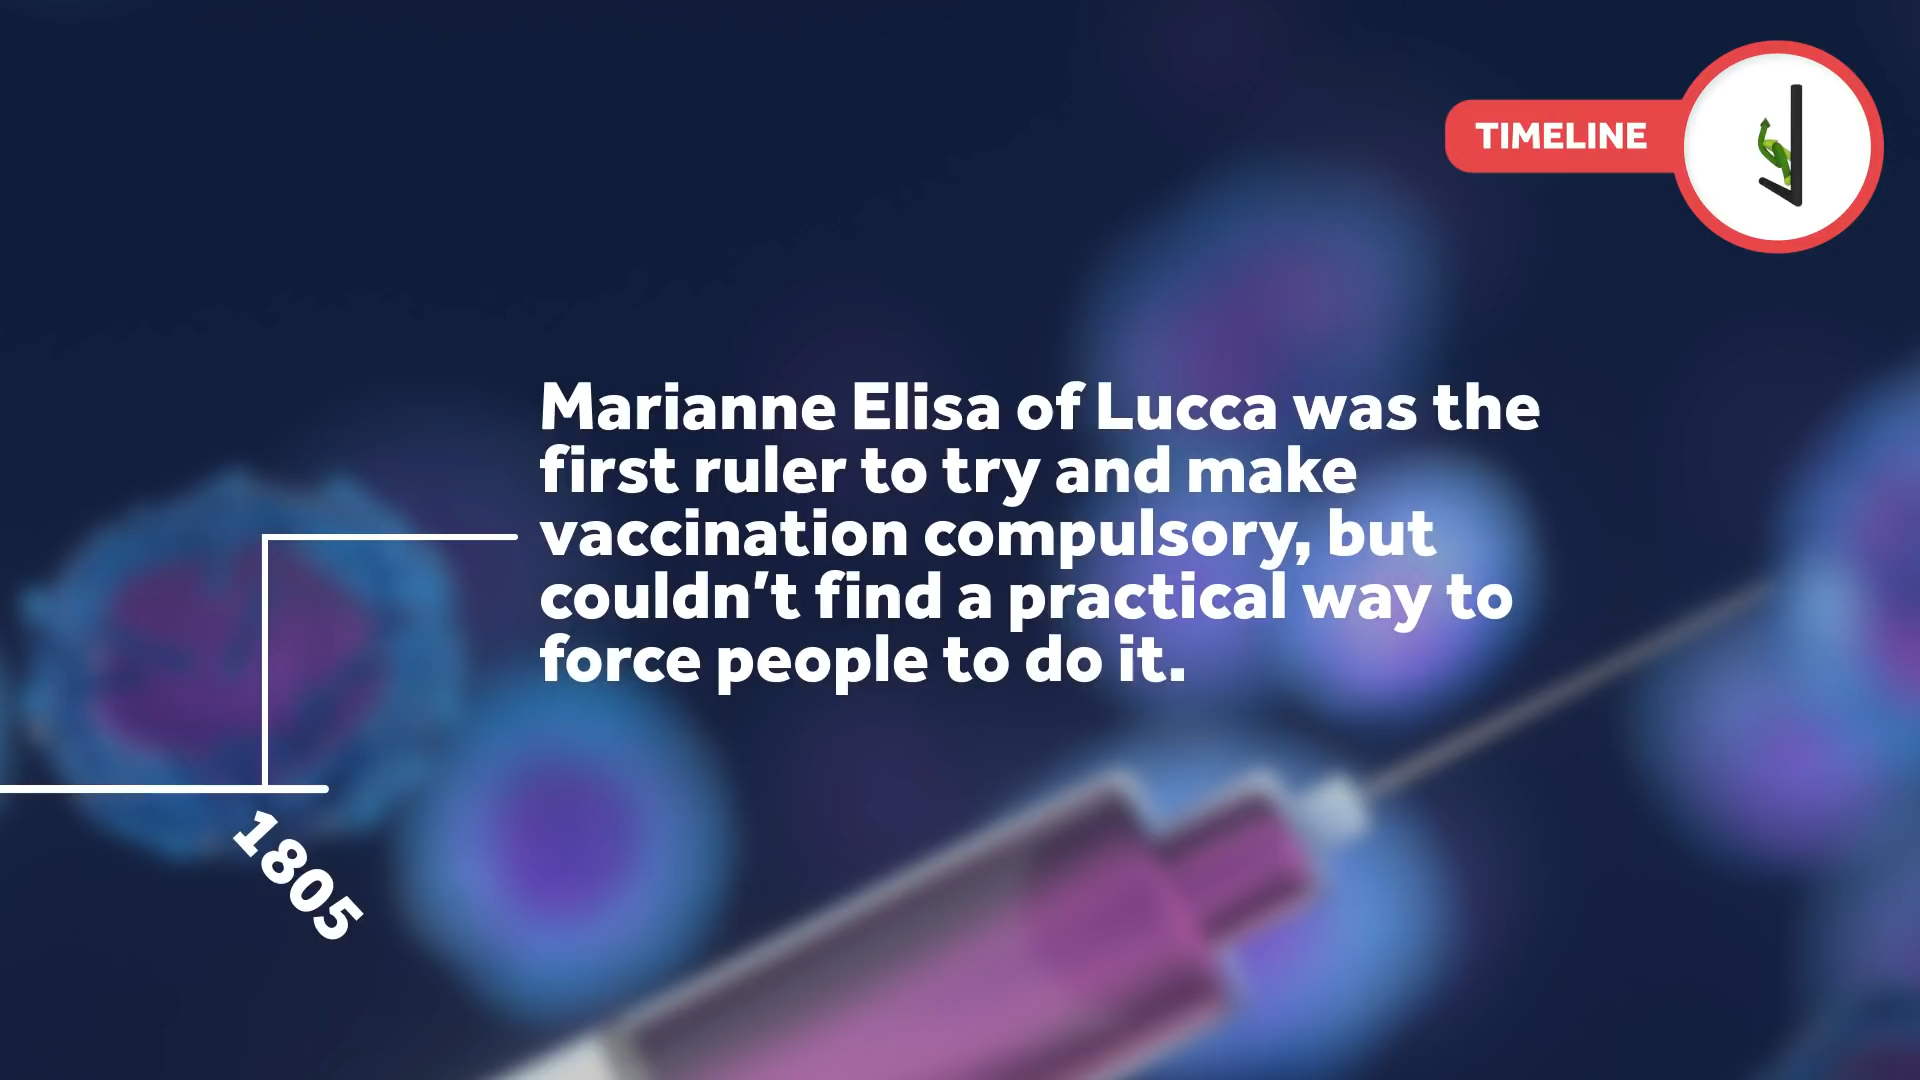 TIMELINE
Marianne Elisa of Lucca was the
first ruler to try and make
vaccination compulsory, but
couldn't find a practical way to
force people to do it.
1805